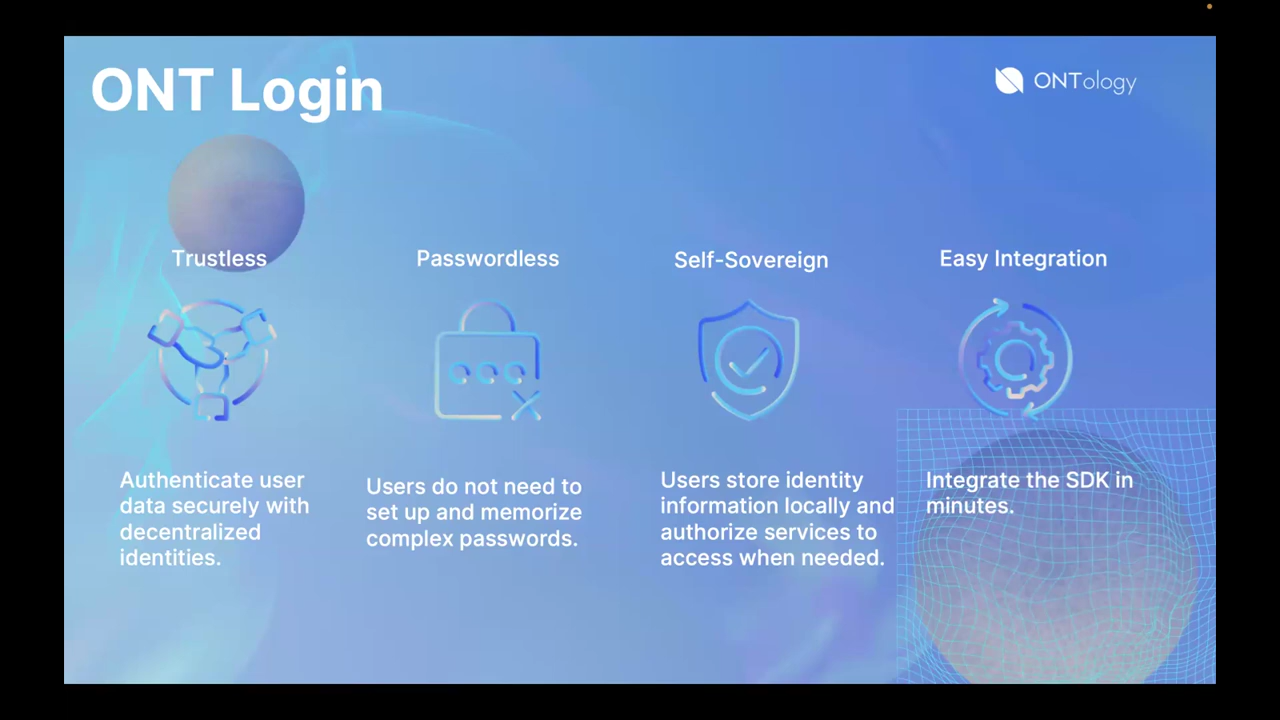 ONT Login
ONTology
Trustless
Passwordless
Self-Sovereign
Easy Integration
Authenticate user
data securely with
decentralized
identities.
Users do not need to
set up and memorize
complex passwords.
Users store identity
information locally and
authorize services to
access when needed.
Integrate the SDK in
minutes.